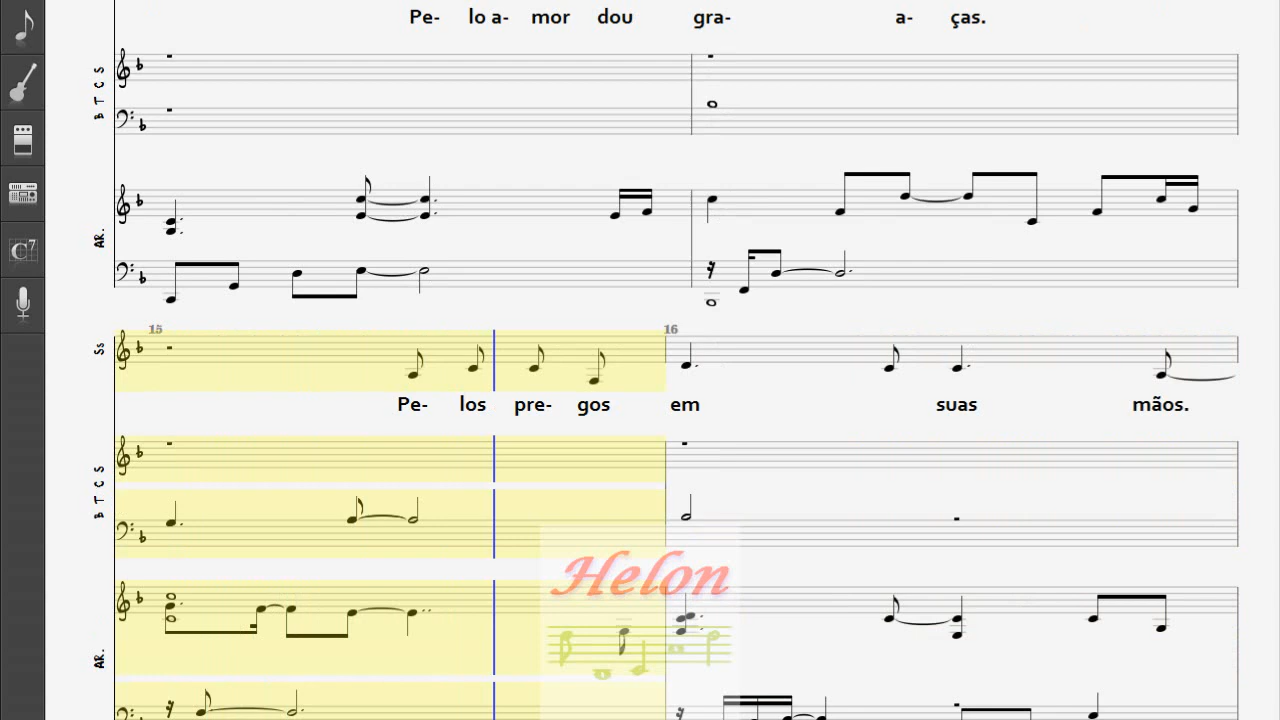 Pe- lo a- mor dou gra- a- ças.
B T C S
AR.
15 16
Ss
Pe- los pre- gos em suas mãos.
B T C S
Helon
AR.
C7